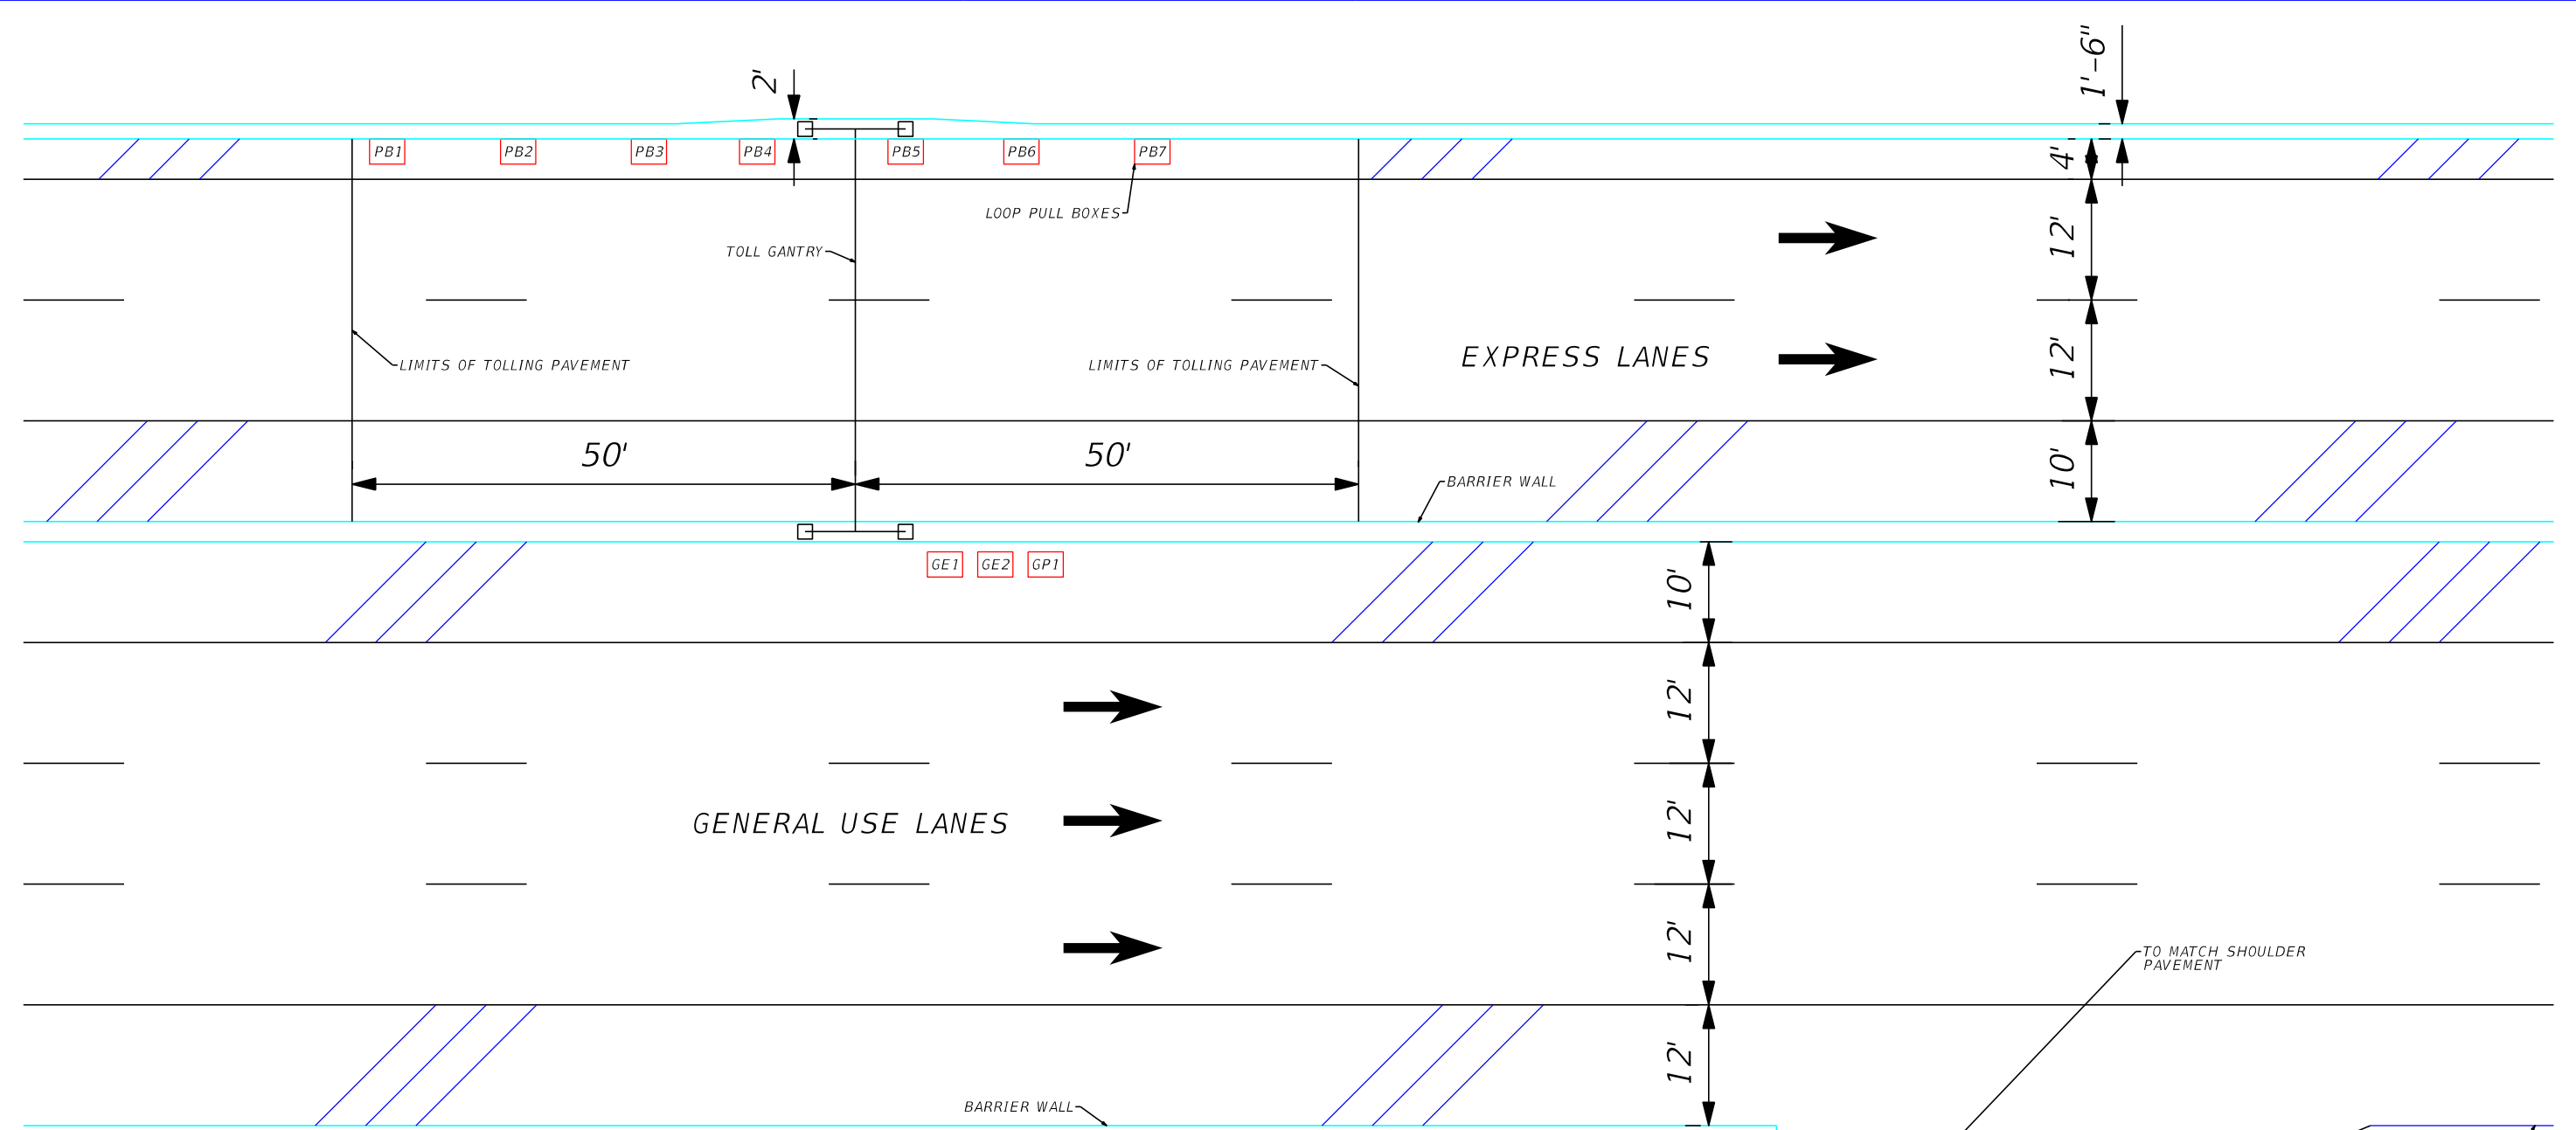 1'-6"
2'
PB1 PB2 PB3 PB4 PB5 PB6 PB7
4'
LOOP PULL BOXES
12'
TOLL GANTRY
EXPRESS LANES
12'
LIMITS OF TOLLING PAVEMENT
LIMITS OF TOLLING PAVEMENT
50'
50'
10'
BARRIER WALL
GE1 GE2 GP1
10'
12'
GENERAL USE LANES
12'
12'
TO MATCH SHOULDER
PAVEMENT
12'
BARRIER WALL